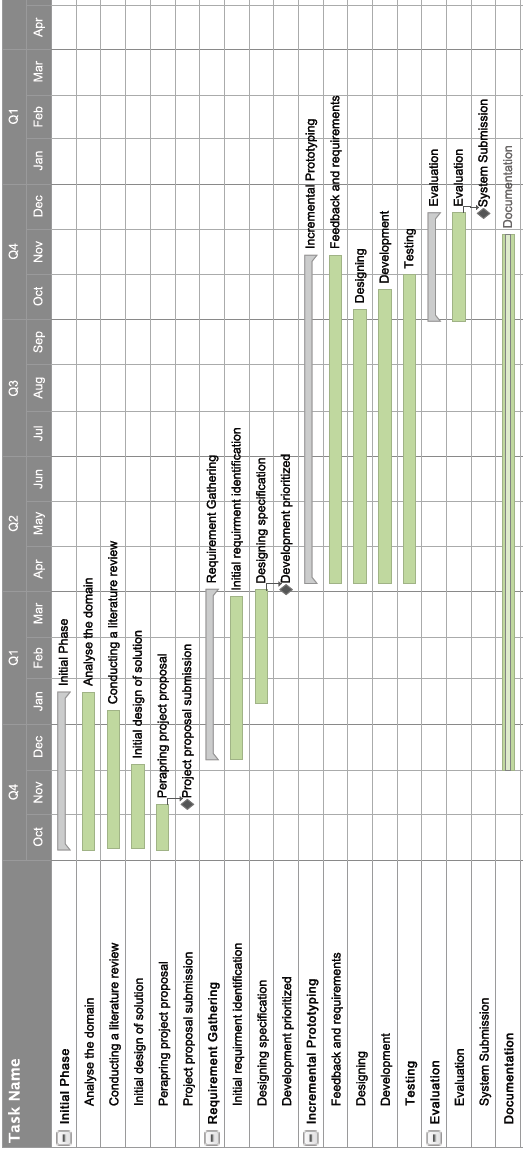 Task Name
Q4
Q1
Q2
Q3
Q4
Q1
Oct
Nov
Dec
Jan
Feb
Mar
Apr
May
Jun
Jul
Aug
Sep
Oct
Nov
Dec
Jan
Feb
Mar
Apr
Initial Phase
Initial Phase
Analyse the domain
Analyse the domain
Conducting a literature review
Conducting a literature review
Initial design of solution
Initial design of solution
Perapring project proposal
Perapring project proposal
Project proposal submission
Project proposal submission
Requirement Gathering
Requirement Gathering
Initial requirment identification
Initial requirment identification
Designing specification
Designing specification
Development prioritized
Development prioritized
Incremental Prototyping
Incremental Prototyping
Feedback and requirements
Feedback and requirements
Designing
Designing
Development
Development
Testing
Testing
Evaluation
Evaluation
Evaluation
Evaluation
System Submission
System Submission
Documentation
Documentation